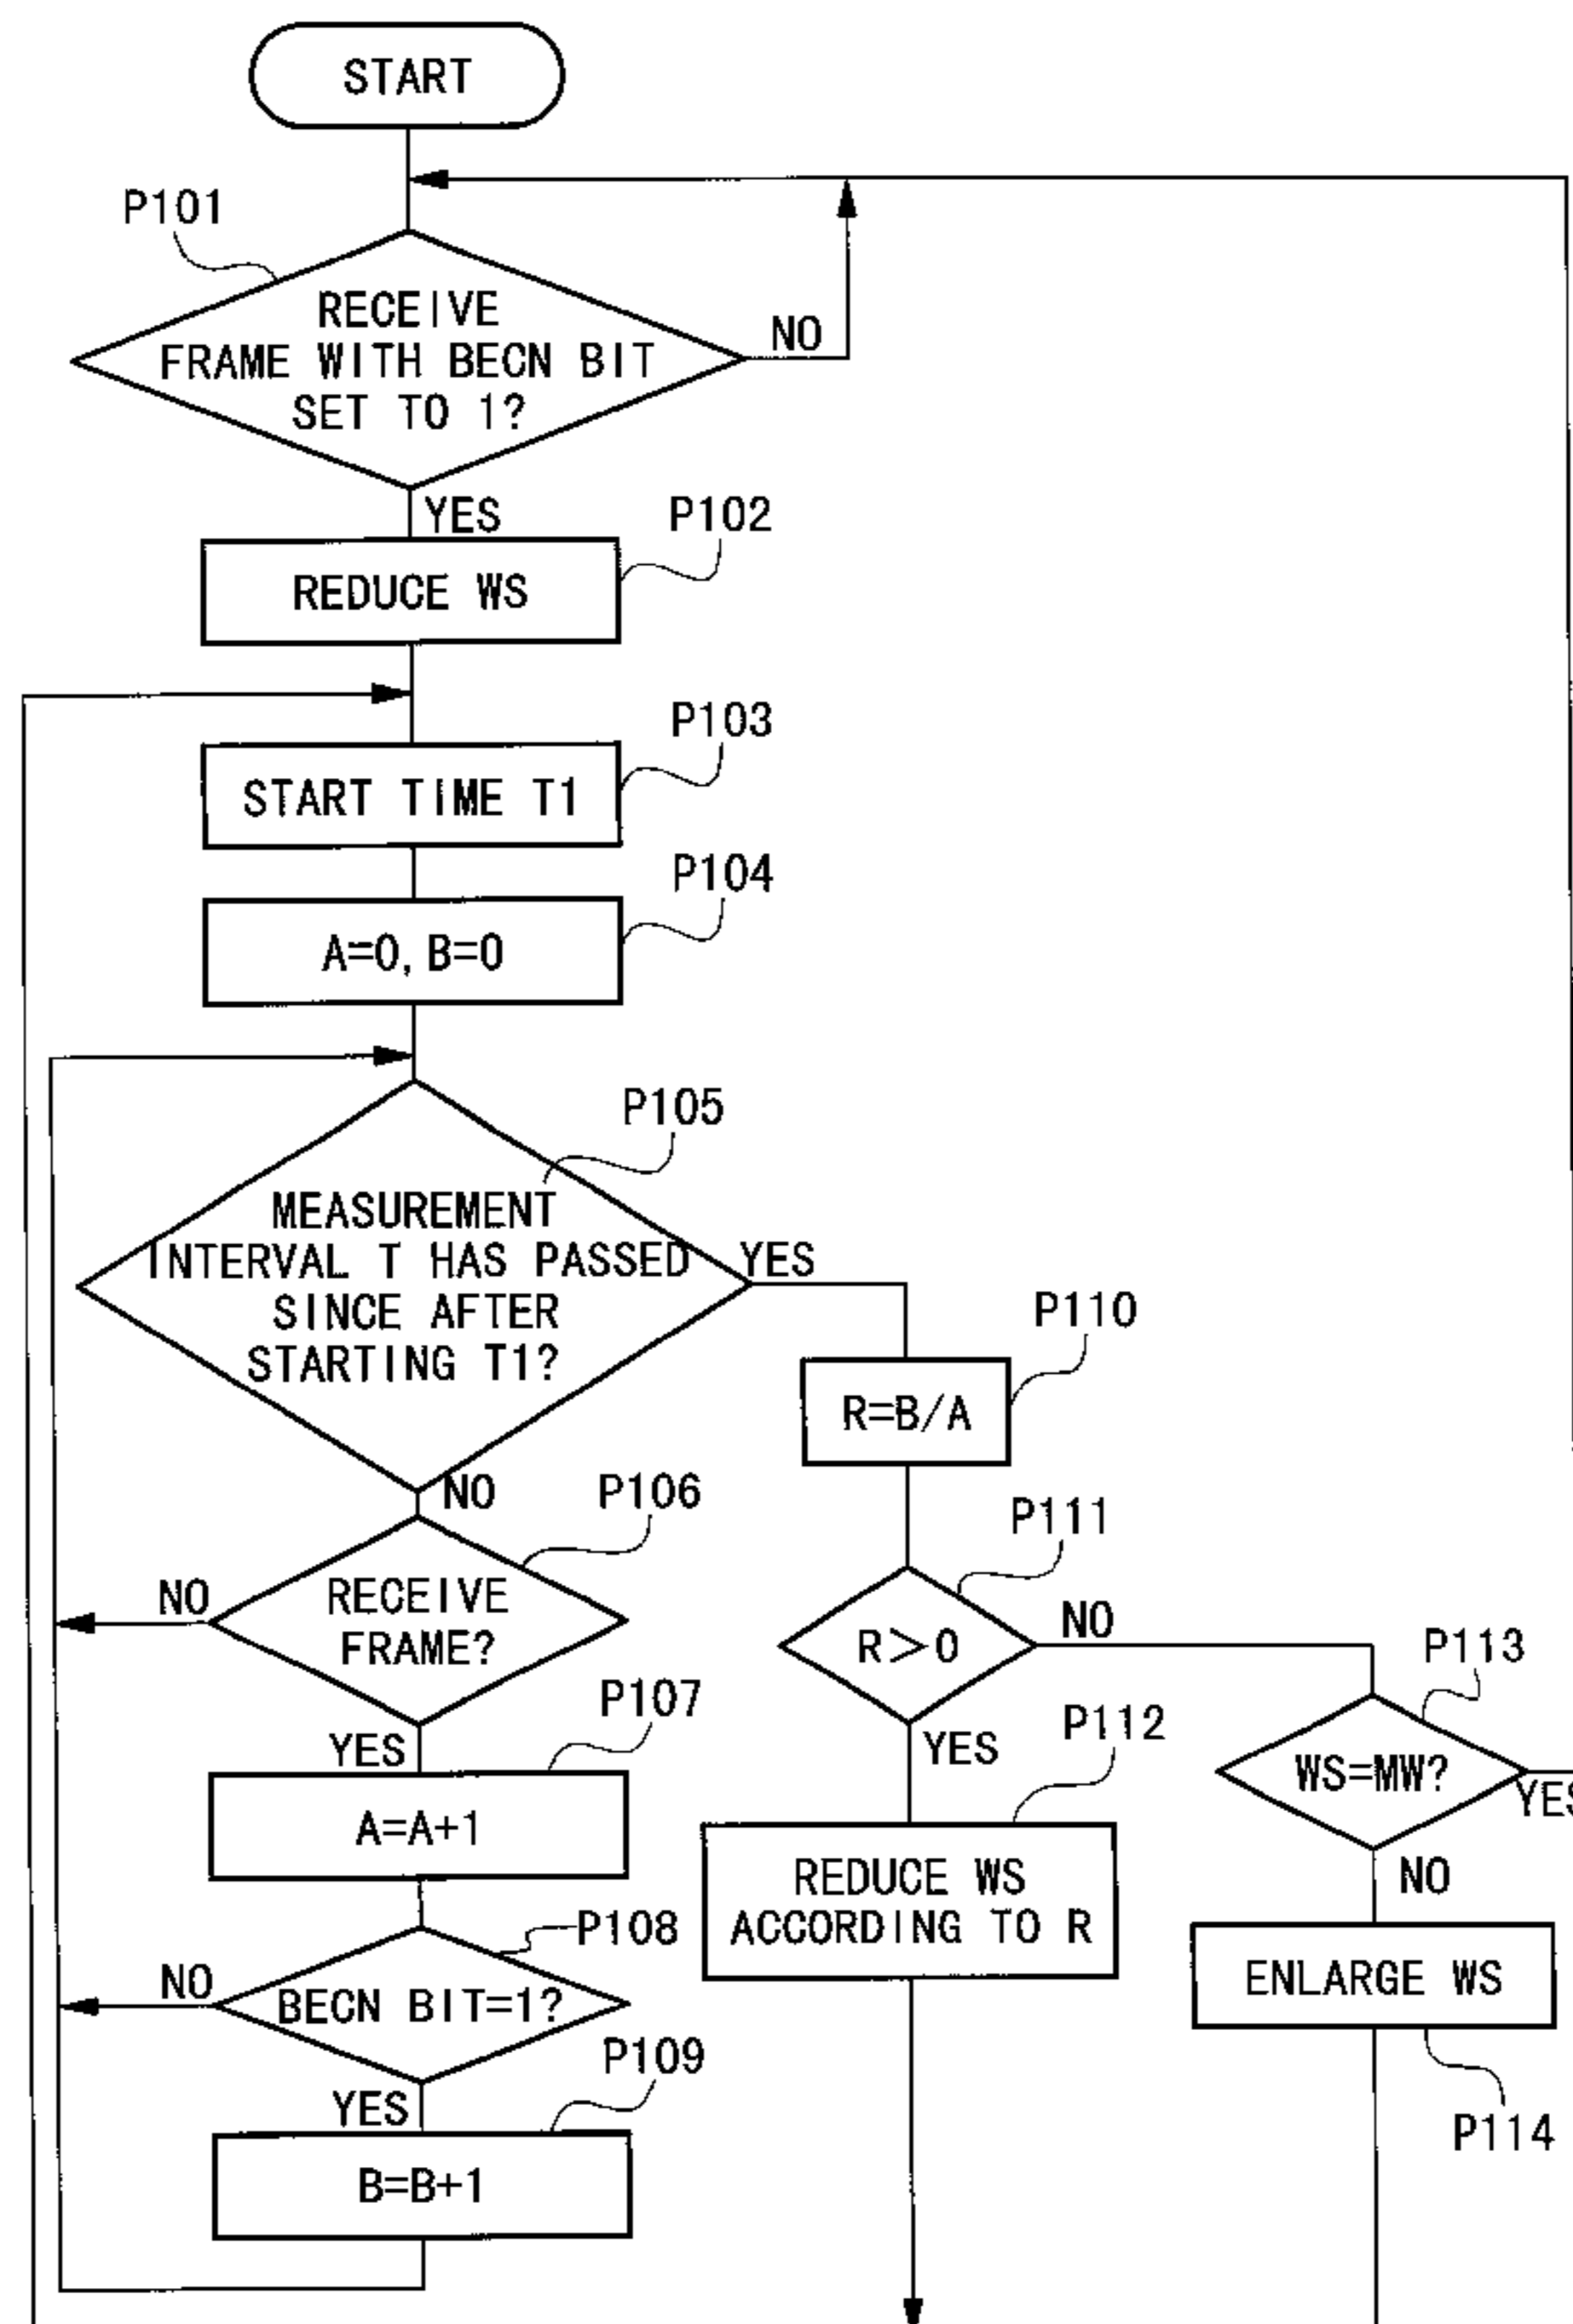 START
P101
RECEIVE
FRAME WITH BECN BIT
SET TO 1?
NO
YES
P102
REDUCE WS
P103
START TIME T1
P104
A=0, B=0
P105
MEASUREMENT
INTERVAL T HAS PASSED
SINCE AFTER
STARTING T1?
YES
NO
P110
R=B/A
P106
RECEIVE
FRAME?
NO
YES
P111
R>0
NO
YES
P107
A=A+1
P112
REDUCE WS
ACCORDING TO R
P113
WS=MW?
YES
NO
P108
BECN BIT=1?
NO
YES
P114
ENLARGE WS
P109
B=B+1